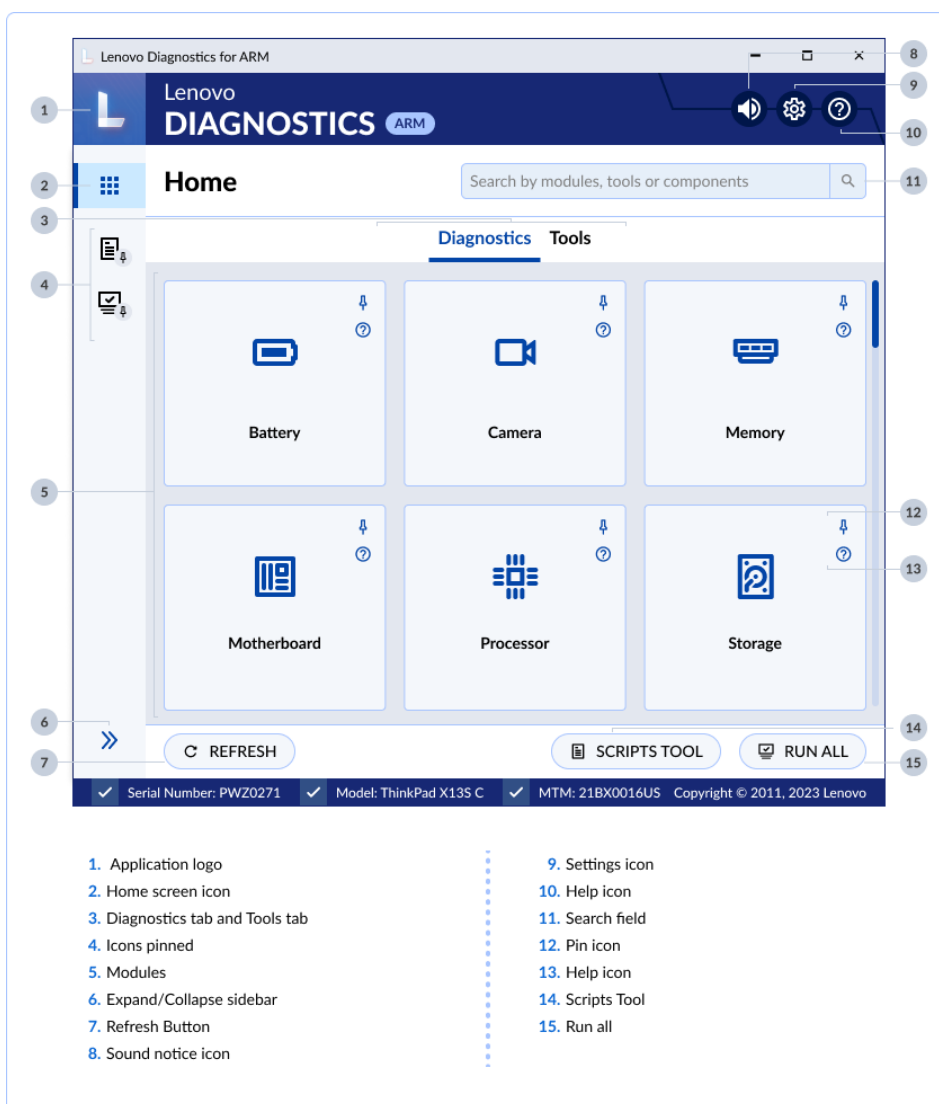 Lenovo Diagnostics for ARM
8
9
1
Lenovo
DIAGNOSTICS ARM
10
2
Home
Search by modules, tools or components
11
3
Diagnostics Tools
4
Battery
Camera
Memory
5
12
13
Motherboard
Processor
Storage
6
14
7
REFRESH
SCRIPTS TOOL
RUN ALL
15
Serial Number: PWZ0271 Model: ThinkPad X13S C MTM: 21BX0016US Copyright © 2011, 2023 Lenovo
1. Application logo
2. Home screen icon
3. Diagnostics tab and Tools tab
4. Icons pinned
5. Modules
6. Expand/Collapse sidebar
7. Refresh Button
8. Sound notice icon
9. Settings icon
10. Help icon
11. Search field
12. Pin icon
13. Help icon
14. Scripts Tool
15. Run all